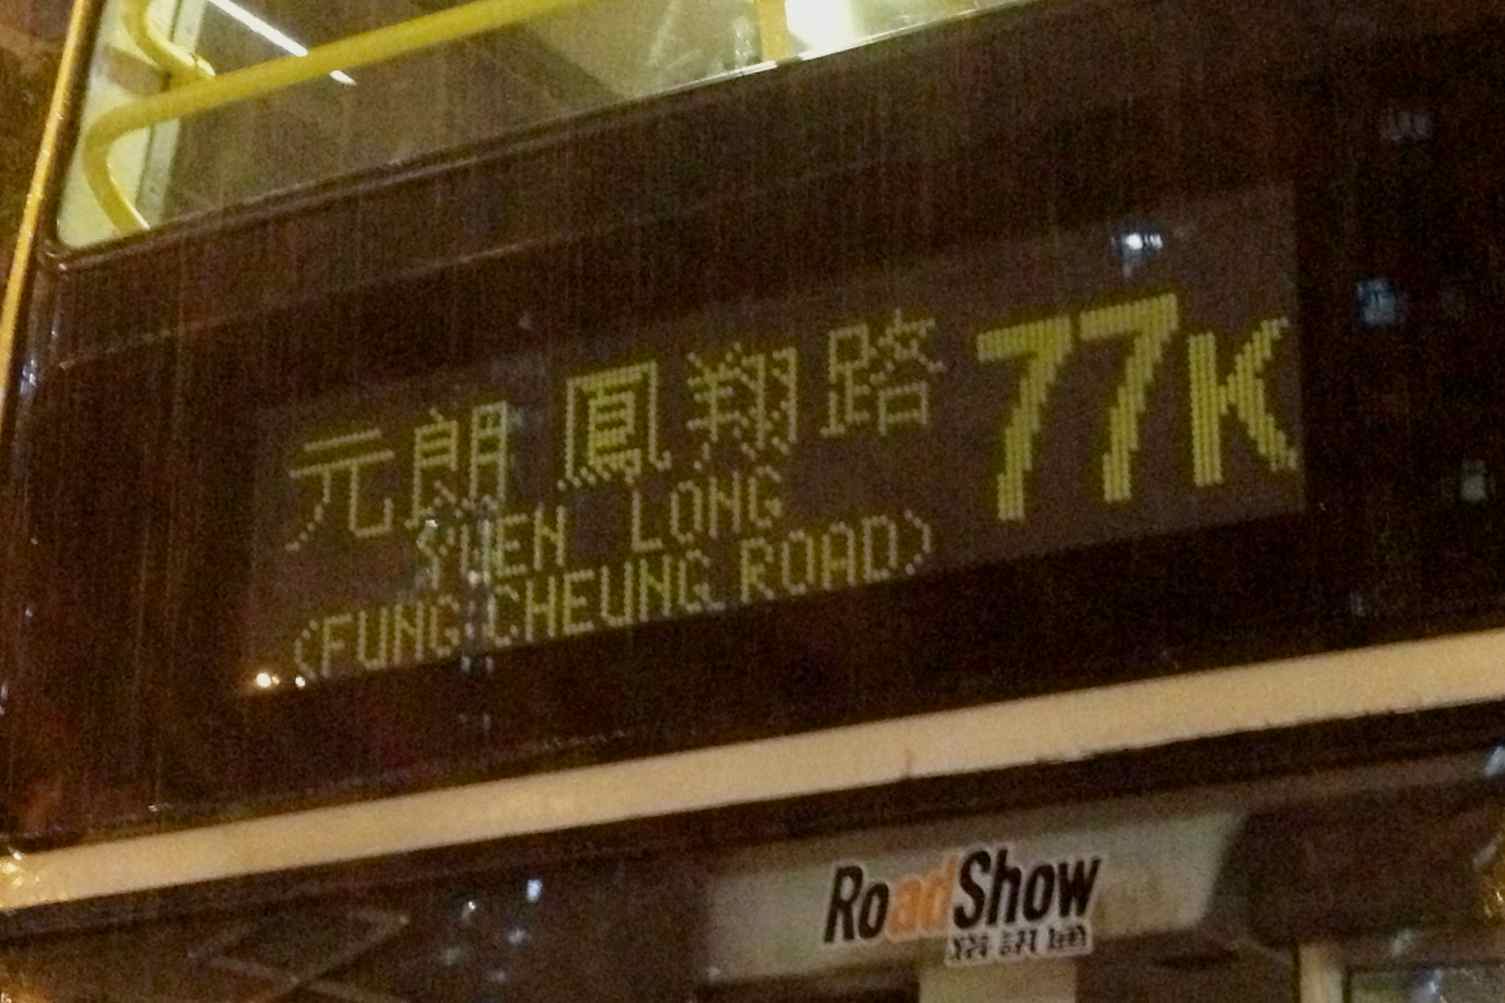 元朗 鳳翔路 77K
YUEN LONG
(FUNG CHEUNG ROAD)
RoadShow